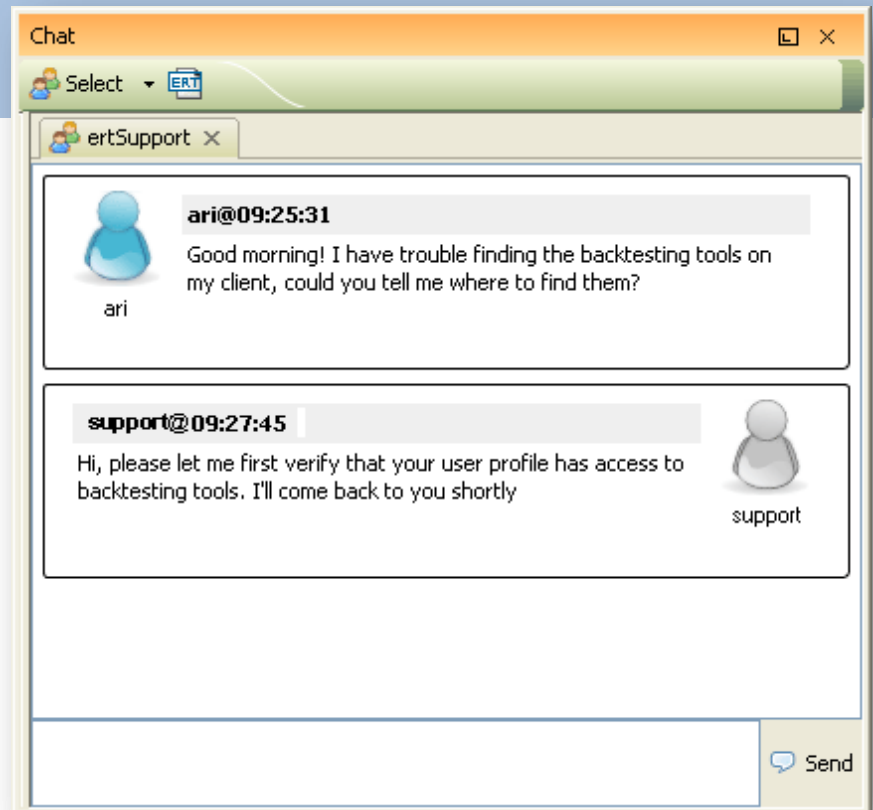 Chat
Select
ERT
ertSupport
ari@09:25:31
Good morning! I have trouble finding the backtesting tools on
my client, could you tell me where to find them?
ari
support@09:27:45
Hi, please let me first verify that your user profile has access to
backtesting tools. I'll come back to you shortly
support
Send